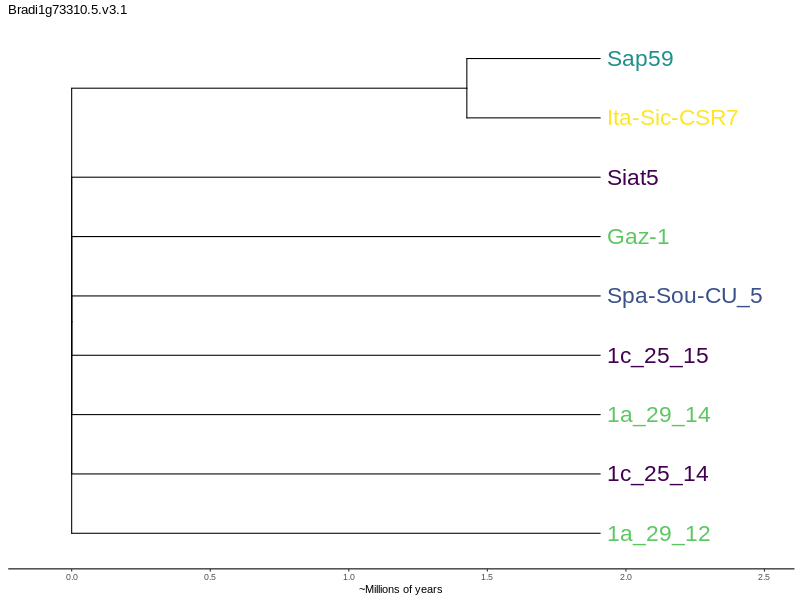 Bradi1g73310.5.v3.1
Sap59
Ita-Sic-CSR7
Siat5
Gaz-1
Spa-Sou-CU_5
1c_25_15
1a_29_14
1c_25_14
1a_29_12
0.0 0.5 1.0 1.5 2.0 2.5
~Millions of years